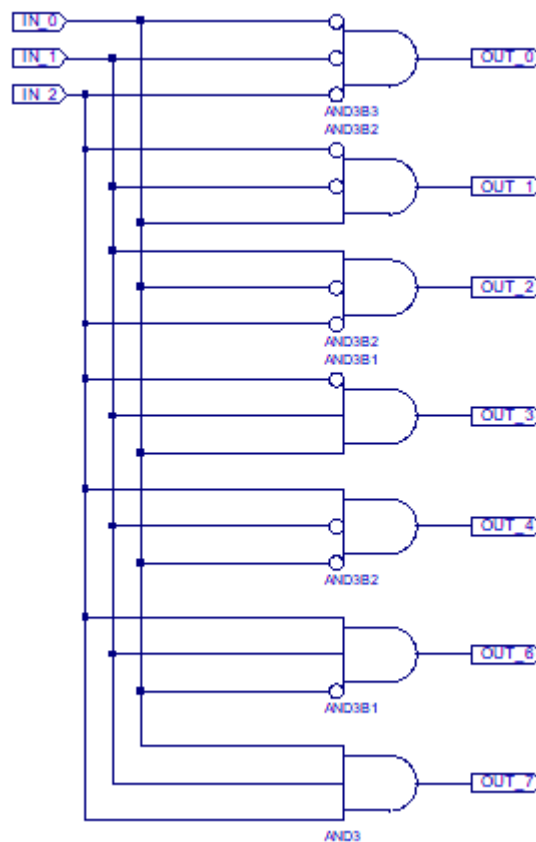 IN_0
OUT_0
IN_1
IN_2
AND3B3
AND3B2
OUT_1
OUT_2
AND3B2
AND3B1
OUT_3
OUT_4
AND3B2
OUT_6
AND3B1
OUT_7
AND3